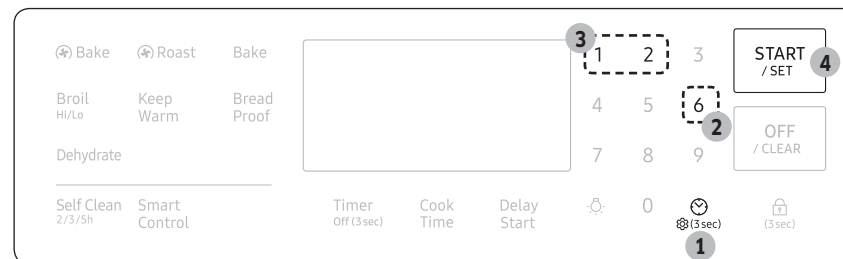 Bake Roast Bake
Broil
Hi/Lo
Keep
Warm
Bread
Proof
Dehydrate
Self Clean
2/3/5h
Smart
Control
Timer
Off (3 sec)
Cook
Time
Delay
Start
3
1 2 3
4 5 6
2
7 8 9
0
(3 sec)
1
START
/ SET
4
OFF
/ CLEAR
(3 sec)